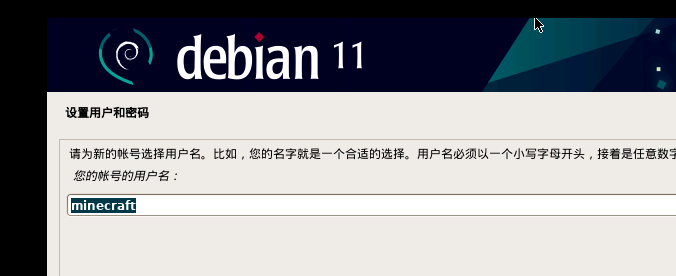 debian 11
设置用户和密码
请为新的帐号选择用户名。比如，您的名字就是一个合适的选择。用户名必须以一个小写字母开头，接着是任意数字
您的帐号的用户名：
minecraft